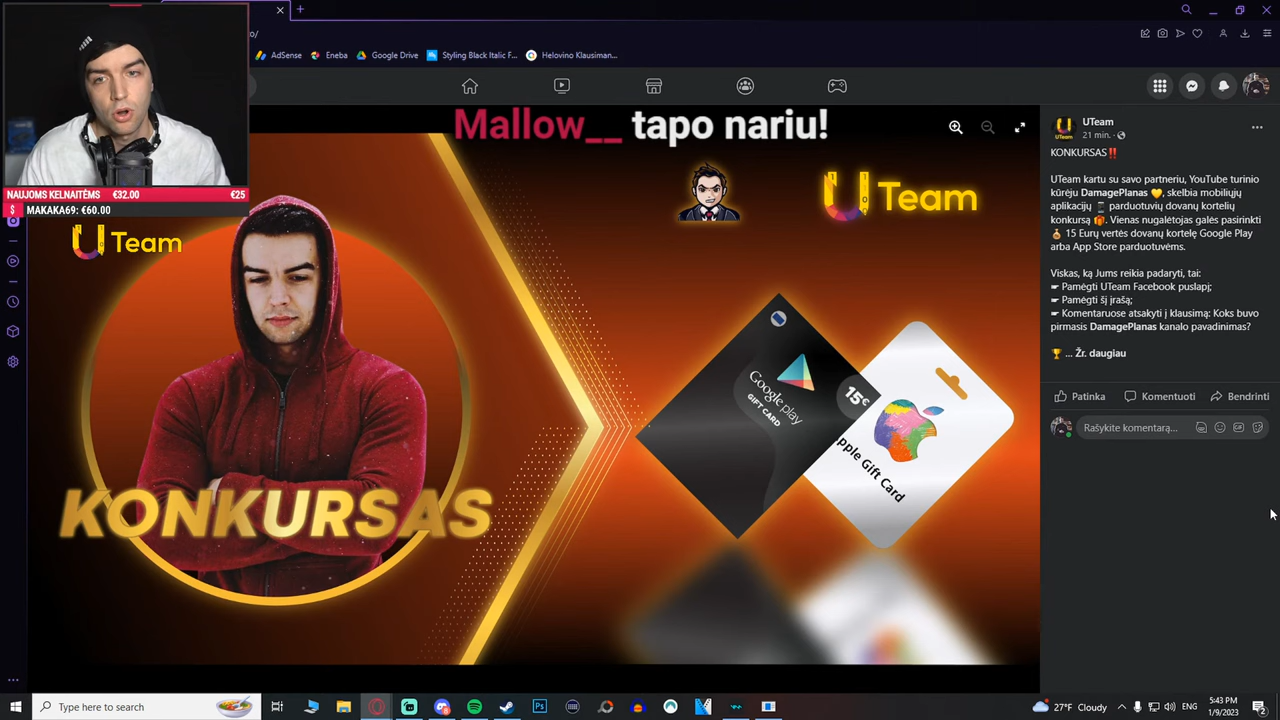 AdSense
Eneba
Google Drive
Styling Black Italic F...
Helovino Klausiman...
Mallow__ tapo nariu!
NAUJOMS KELNAITĖMS €32.00 €25
$ MAKAKA69: €60.00
U Team
U Team
KONKURSAS
Google play
GIFT CARD
15€
pple Gift Card
UTeam
21 min.
KONKURSAS‼️
UTeam kartu su savo partneriu, YouTube turinio
kūrėju DamagePlanas 💛, skelbia mobiliųjų
aplikacijų 📱 parduotuvių dovanų kortelių
konkursą 🎁. Vienas nugalėtojas galės įsirinkti
💰 15 Eurų vertės dovanų kortelę Google Play
arba App Store parduotuvėms.
Viskas, ką Jums reikia padaryti, tai:
☛ Pamėgti UTeam Facebook puslapį;
☛ Pamėgti šį įrašą;
☛ Komentaruose atsakyti į klausimą: Koks buvo
pirmasis DamagePlanas kanalo pavadinimas?
🏆 ... Žr. daugiau
Patinka
Komentuoti
Bendrinti
Rašykite komentarą...
Type here to search
27°F Cloudy
ENG
5:43 PM
1/9/2023